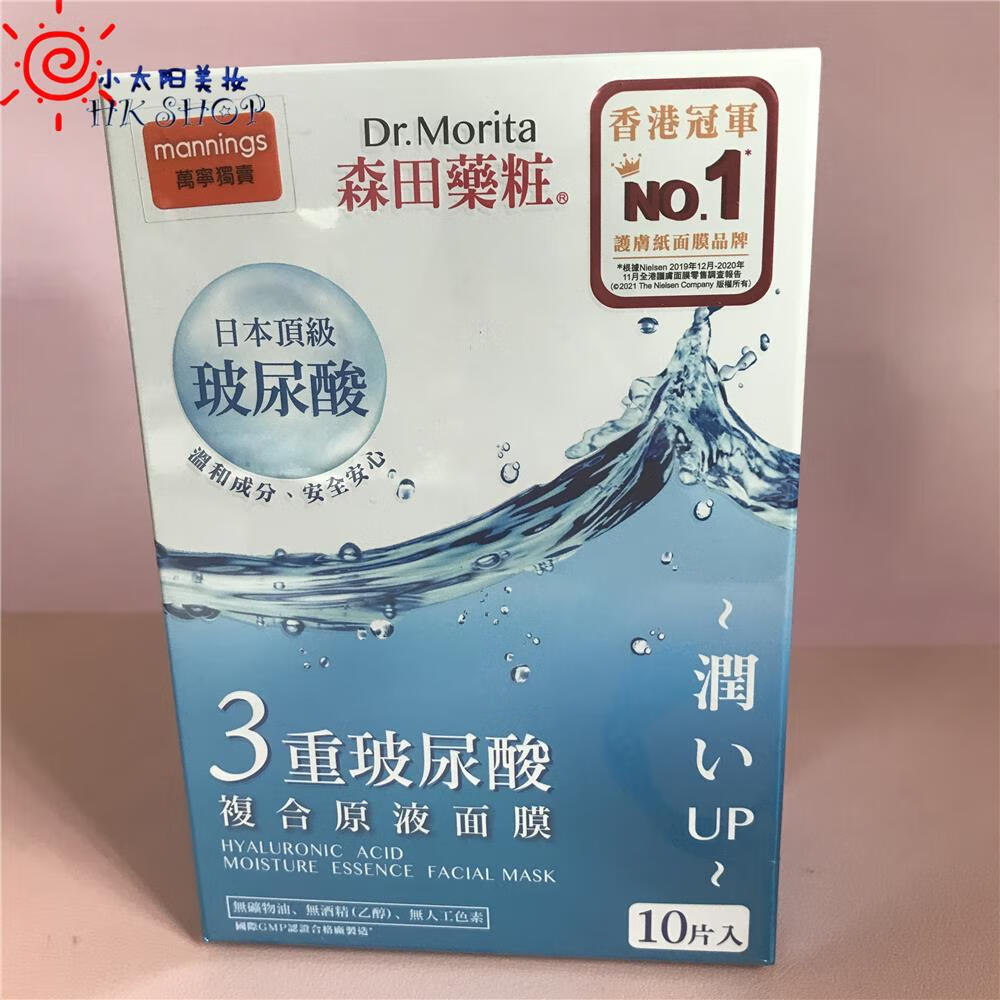 小太阳美妆
HK SHOP
mannings
萬寧獨賣
Dr.Morita
森田藥粧®
香港冠軍
NO.1*
護膚紙面膜品牌
*根據Nielsen 2019年12月-2020年
11月全港護膚面膜零售調查報告
(©2021 The Nielsen Company 版權所有)
日本頂級
玻尿酸
溫和成分、安全安心
~潤いUP~
3重玻尿酸
複合原液面膜
HYALURONIC ACID
MOISTURE ESSENCE FACIAL MASK
無礦物油、無酒精(乙醇)、無人工色素
國際GMP認證合格廠製造*
10片入